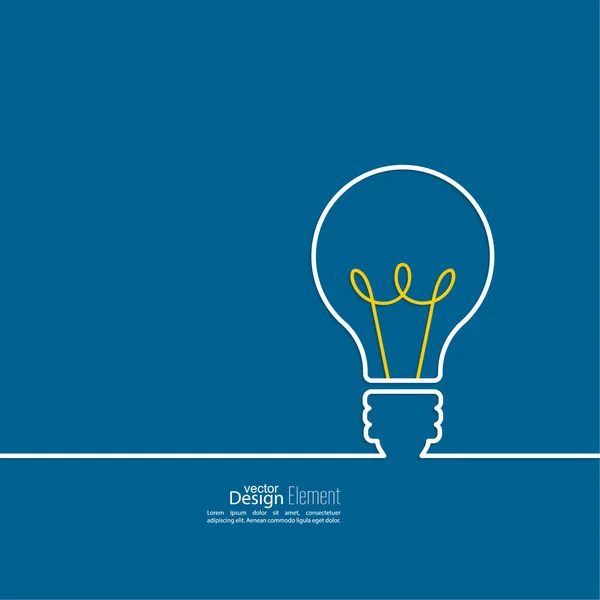 vector
Design Element
Lorem ipsum dolor sit amet, consectetuer
adipiscing elit. Aenean commodo ligula eget dolor.